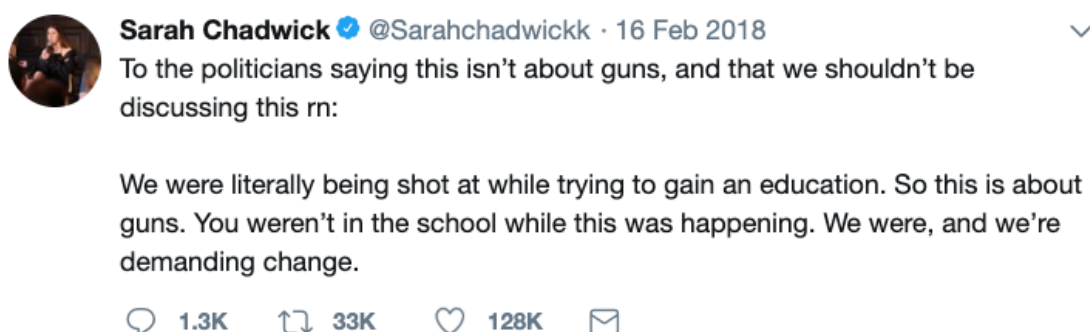 Sarah Chadwick @Sarahchadwickk · 16 Feb 2018
To the politicians saying this isn’t about guns, and that we shouldn’t be
discussing this rn:
We were literally being shot at while trying to gain an education. So this is about
guns. You weren’t in the school while this was happening. We were, and we’re
demanding change.
1.3K 33K 128K